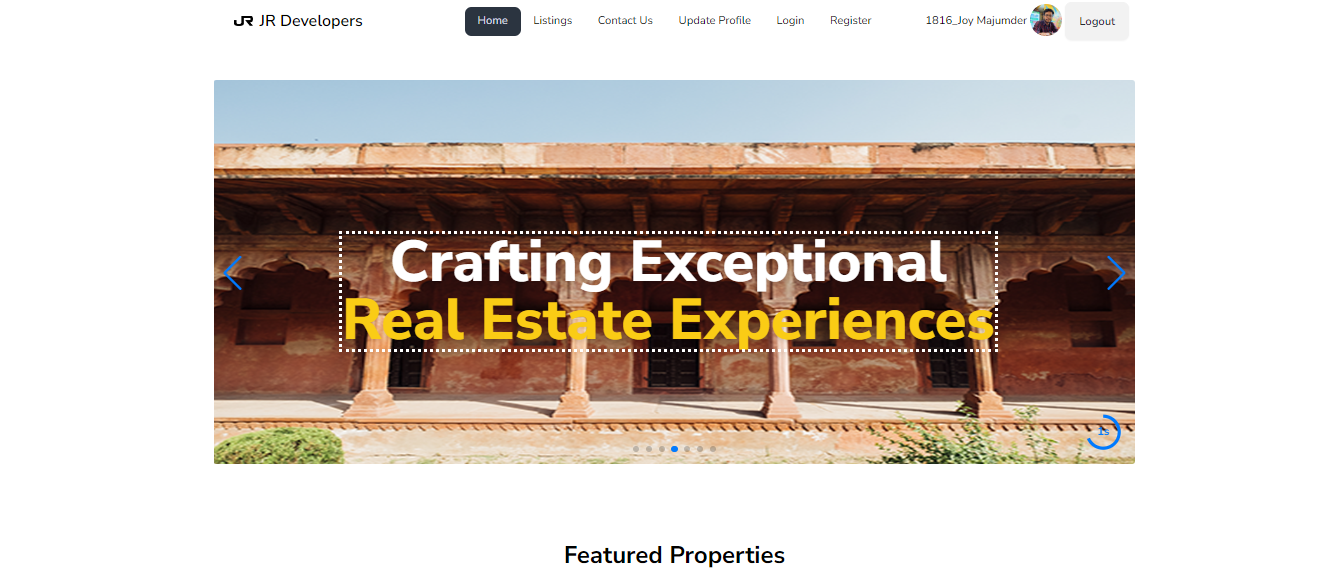 JR JR Developers
Home Listings Contact Us Update Profile Login Register
1816_Joy Majumder Logout
Crafting Exceptional
Real Estate Experiences
1s
Featured Properties